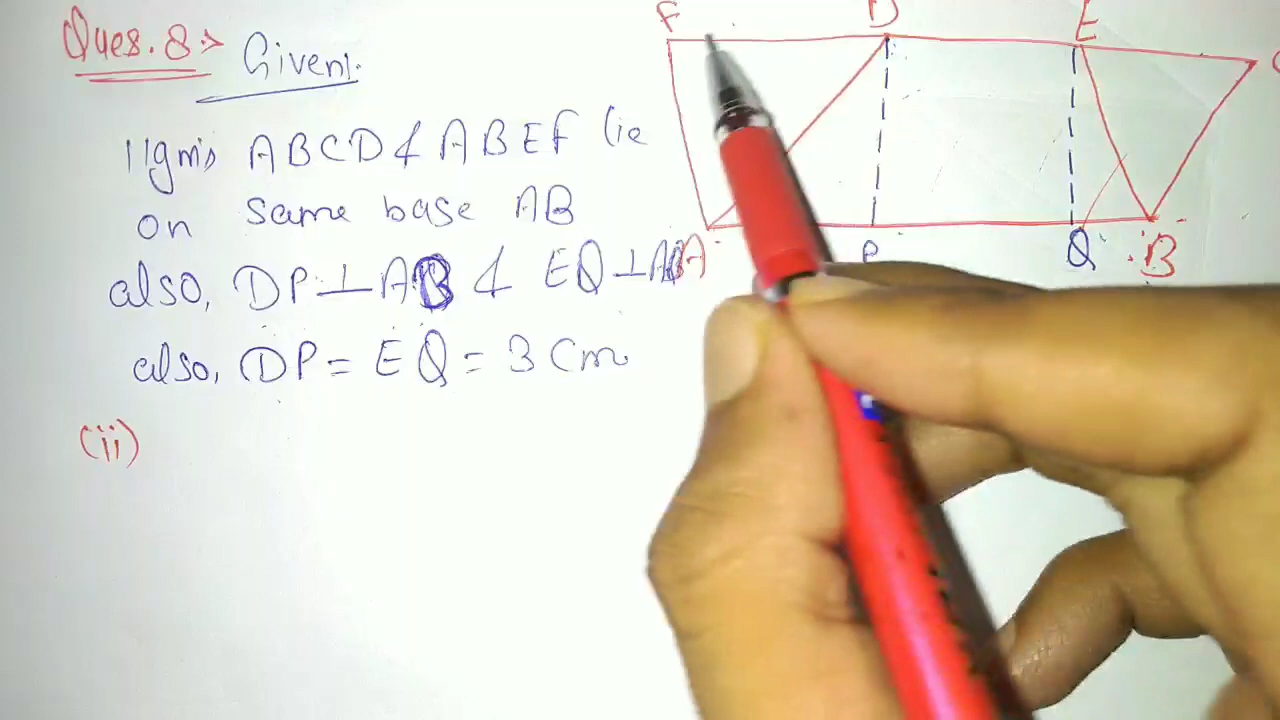 Ques. 8:> Given:.
||gm's ABCD & ABEF lie
on same base AB
also, DP⊥AB & EQ⊥AB
also, DP = EQ = 3 Cm
(ii)
F D E
A P Q B